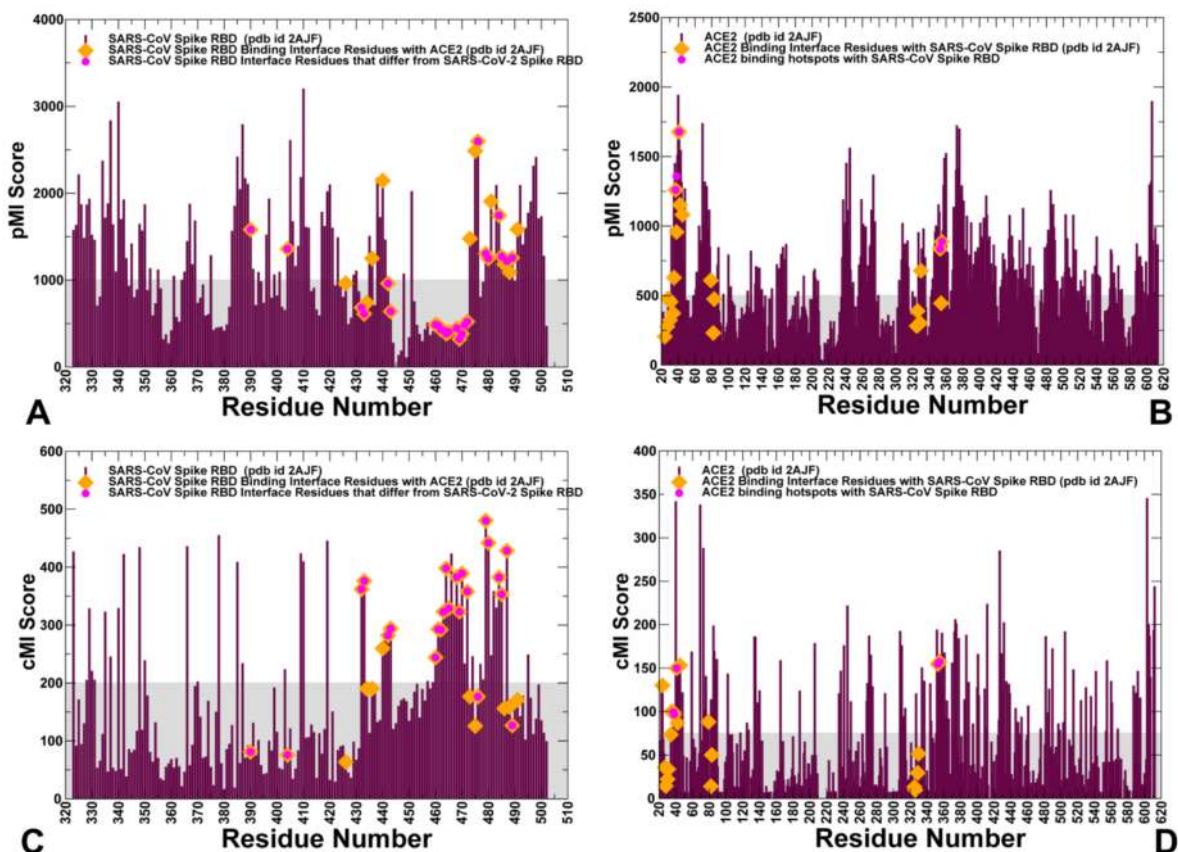 4000
3000
2000
1000
0
pMI Score
SARS-CoV Spike RBD (pdb id 2AJF)
SARS-CoV Spike RBD Binding Interface Residues with ACE2 (pdb id 2AJF)
SARS-CoV Spike RBD Interface Residues that differ from SARS-CoV-2 Spike RBD
320 330 340 350 360 370 380 390 400 410 420 430 440 450 460 470 480 490 500 510
Residue Number
A
2500
2000
1500
1000
500
0
pMI Score
ACE2 (pdb id 2AJF)
ACE2 Binding Interface Residues with SARS-CoV Spike RBD (pdb id 2AJF)
ACE2 binding hotspots with SARS-CoV Spike RBD
20 40 60 80 100 120 140 160 180 200 220 240 260 280 300 320 340 360 380 400 420 440 460 480 500 520 540 560 580 600 620
Residue Number
B
600
500
400
300
200
100
0
cMI Score
SARS-CoV Spike RBD (pdb id 2AJF)
SARS-CoV Spike RBD Binding Interface Residues with ACE2 (pdb id 2AJF)
SARS-CoV Spike RBD Interface Residues that differ from SARS-CoV-2 Spike RBD
320 330 340 350 360 370 380 390 400 410 420 430 440 450 460 470 480 490 500 510
Residue Number
C
400
350
300
250
200
150
100
50
0
cMI Score
ACE2 (pdb id 2AJF)
ACE2 Binding Interface Residues with SARS-CoV Spike RBD (pdb id 2AJF)
ACE2 binding hotspots with SARS-CoV Spike RBD
20 40 60 80 100 120 140 160 180 200 220 240 260 280 300 320 340 360 380 400 420 440 460 480 500 520 540 560 580 600 620
Residue Number
D